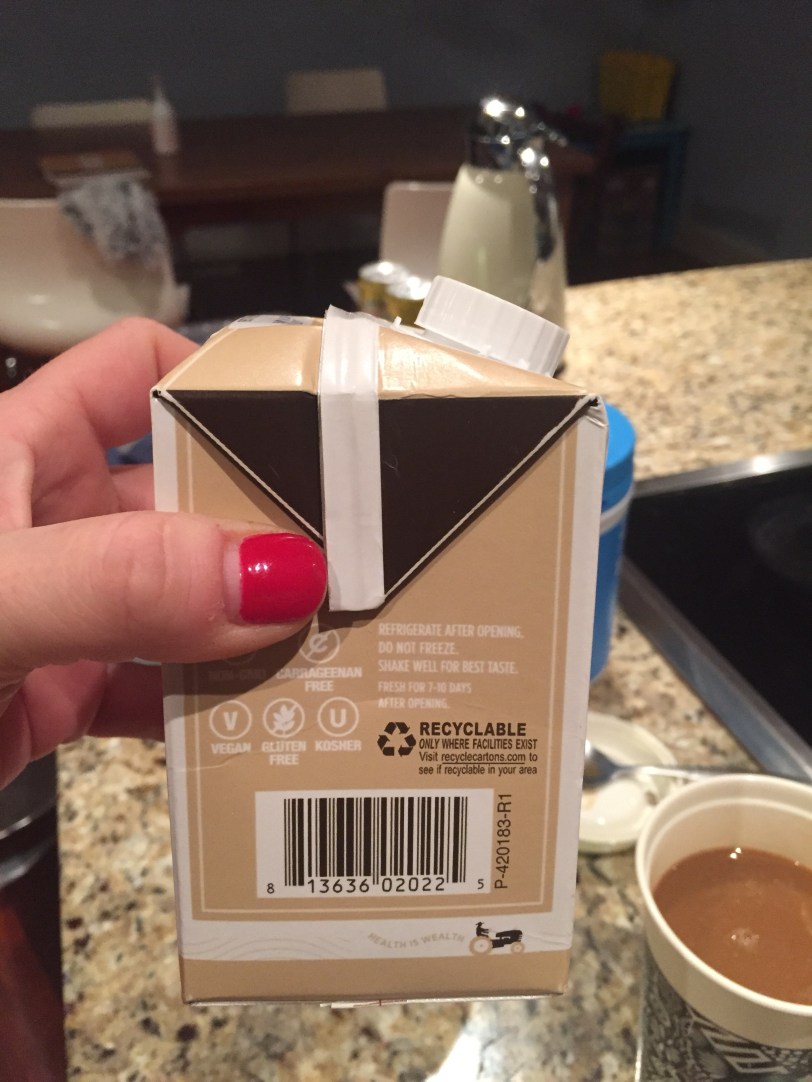 NON-GMO
CARRAGEENAN
FREE
VEGAN
GLUTEN
FREE
U
KOSHER
V
REFRIGERATE AFTER OPENING.
DO NOT FREEZE.
SHAKE WELL FOR BEST TASTE.
FRESH FOR 7-10 DAYS
AFTER OPENING.
RECYCLABLE
ONLY WHERE FACILITIES EXIST
Visit recyclecartons.com to
see if recyclable in your area
8 13636 02022 5
P-420183-R1
HEALTH IS WEALTH